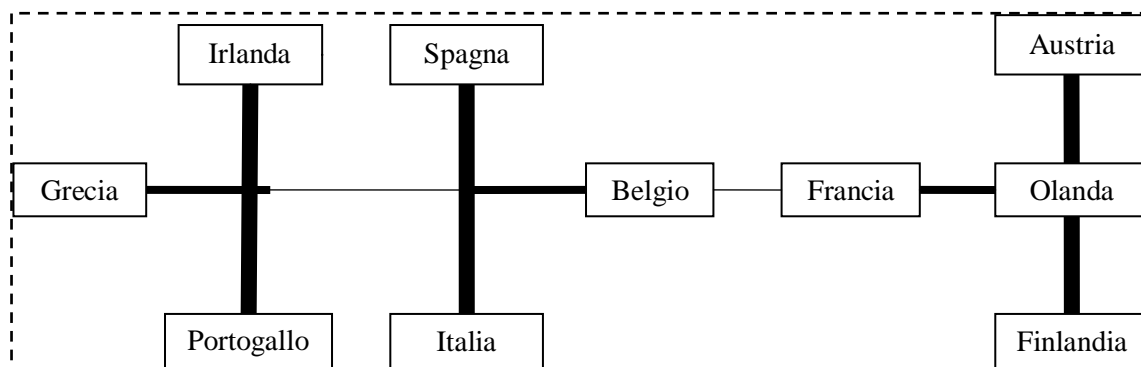 Irlanda
Spagna
Austria
Grecia
Belgio
Francia
Olanda
Portogallo
Italia
Finlandia